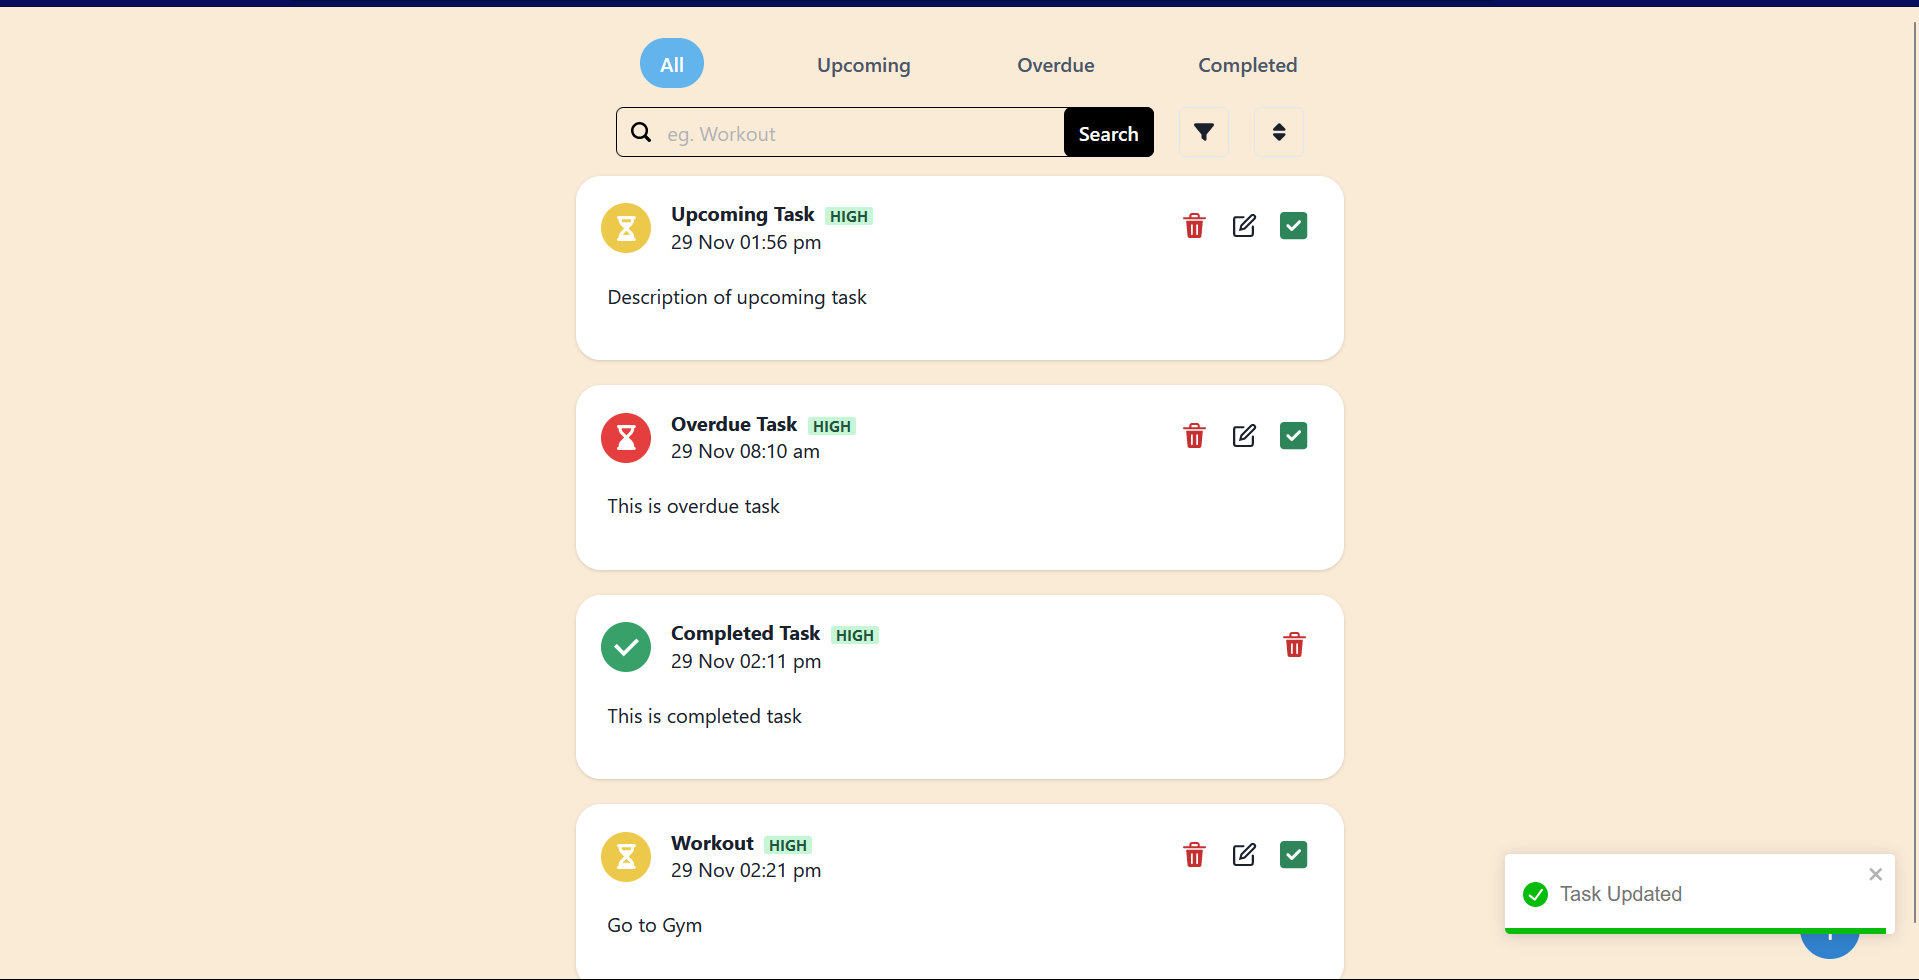 All Upcoming Overdue Completed
eg. Workout Search
Upcoming Task HIGH
29 Nov 01:56 pm
Description of upcoming task
Overdue Task HIGH
29 Nov 08:10 am
This is overdue task
Completed Task HIGH
29 Nov 02:11 pm
This is completed task
Workout HIGH
29 Nov 02:21 pm
Go to Gym
Task Updated